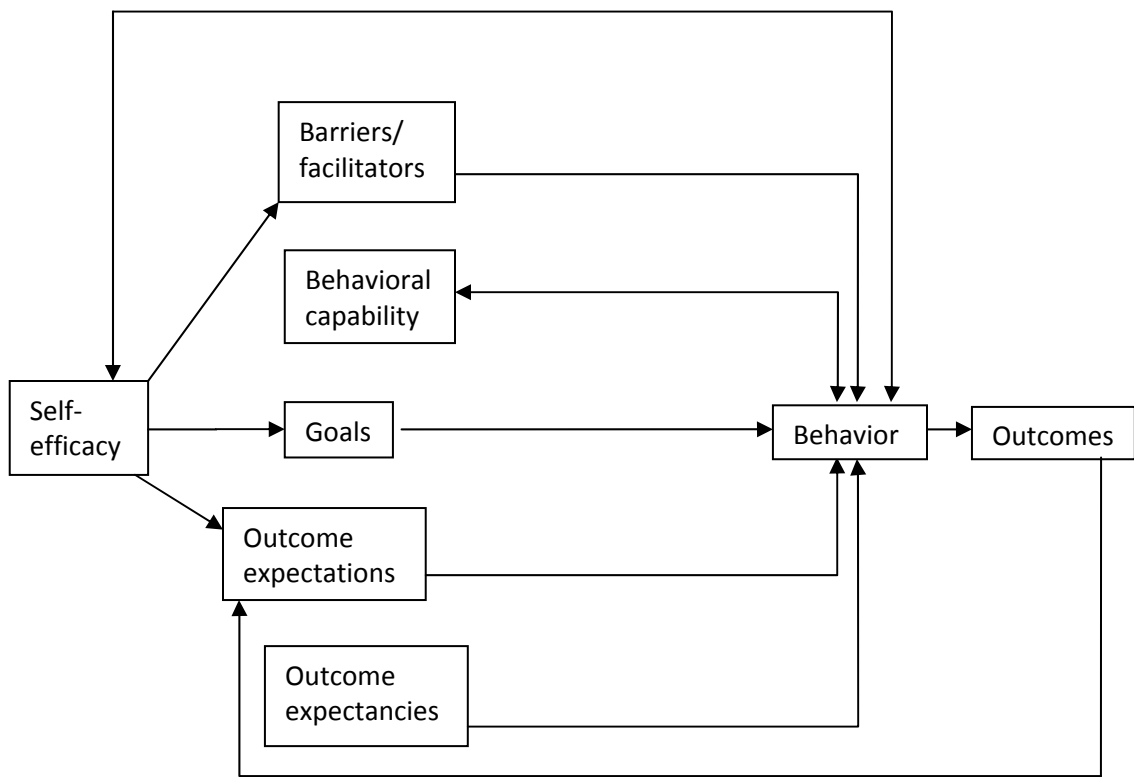 Barriers/
facilitators
Behavioral
capability
Self-
efficacy
Goals
Behavior
Outcomes
Outcome
expectations
Outcome
expectancies